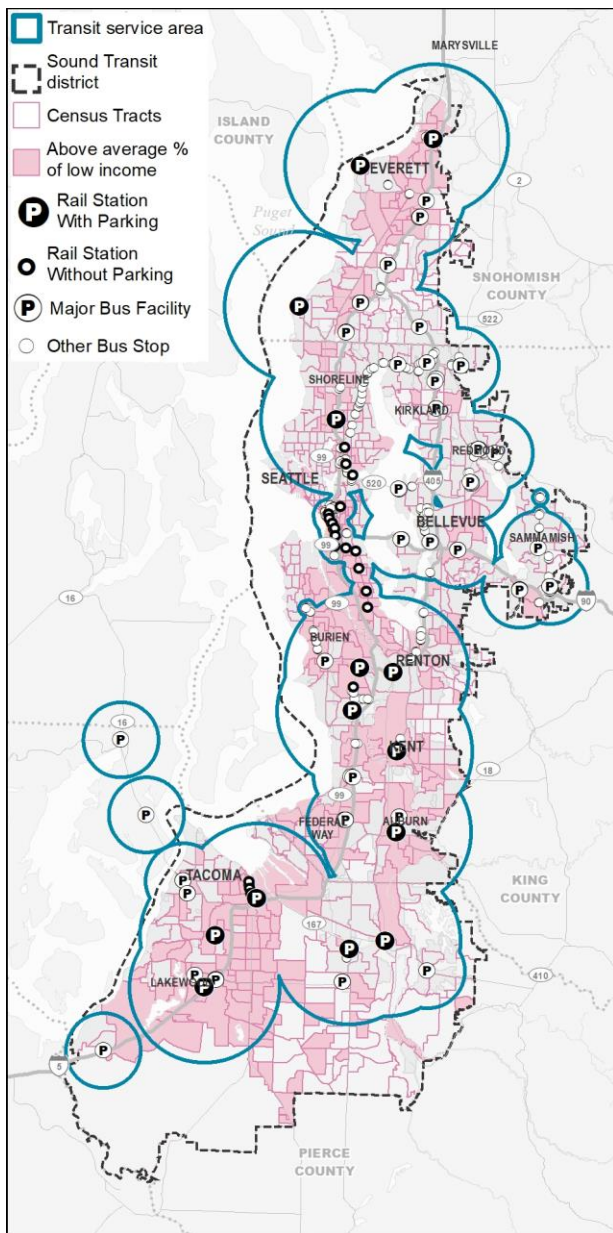 Transit service area
Sound Transit
district
Census Tracts
Above average %
of low income
P
Rail Station
With Parking
Rail Station
Without Parking
P
Major Bus Facility
Other Bus Stop
MARYSVILLE
ISLAND
COUNTY
EVERETT
2
Puget
Sound
SNOHOMISH
COUNTY
522
SHORELINE
KIRKLAND
99
REDMOND
SEATTLE
520
405
BELLEVUE
99
SAMMAMISH
90
16
99
BURIEN
RENTON
16
KENT
18
99
FEDERAL
WAY
AUBURN
TACOMA
KING
COUNTY
167
410
LAKEWOOD
5
PIERCE
COUNTY